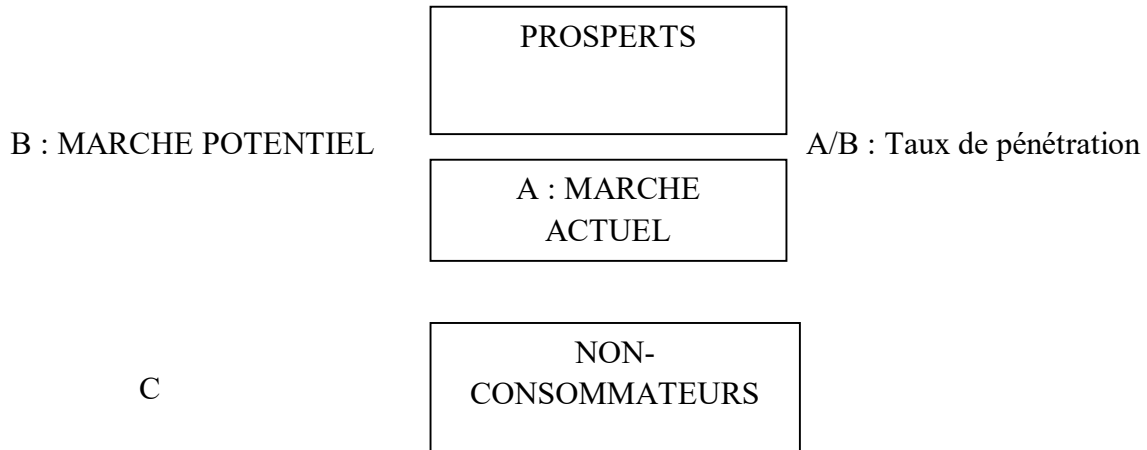 PROSPERTS
B : MARCHE POTENTIEL
A/B : Taux de pénétration
A : MARCHE
ACTUEL
NON-
CONSOMMATEURS
C